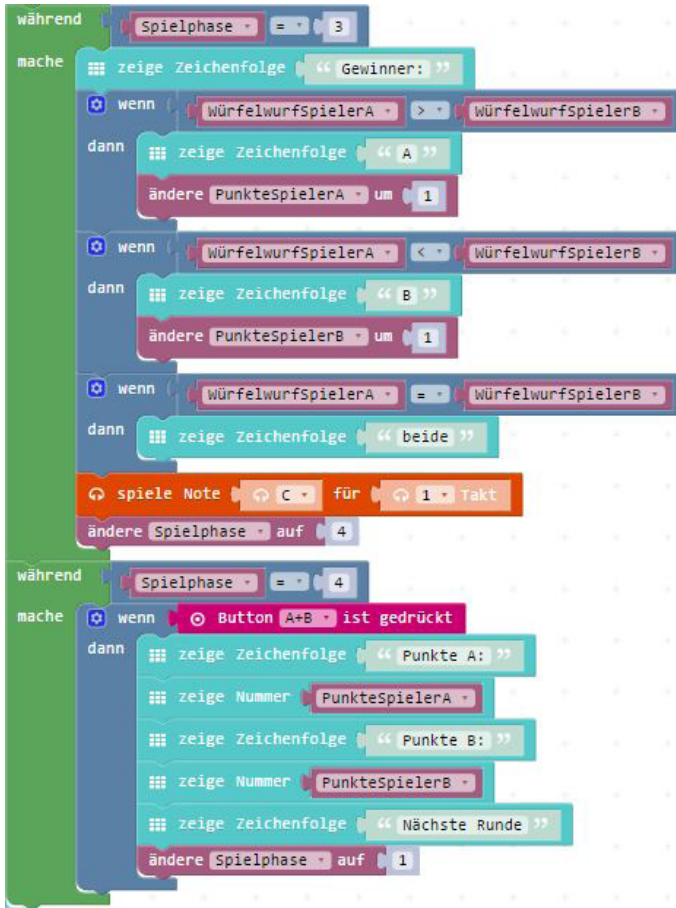 während Spielphase = 3
mache zeige Zeichenfolge “ Gewinner: ”
wenn WürfelwurfSpielerA > WürfelwurfSpielerB
dann zeige Zeichenfolge “ A ”
ändere PunkteSpielerA um 1
wenn WürfelwurfSpielerA < WürfelwurfSpielerB
dann zeige Zeichenfolge “ B ”
ändere PunkteSpielerB um 1
wenn WürfelwurfSpielerA = WürfelwurfSpielerB
dann zeige Zeichenfolge “ beide ”
spiele Note C für 1 Takt
ändere Spielphase auf 4
während Spielphase = 4
mache wenn Button A+B ist gedrückt
dann zeige Zeichenfolge “ Punkte A: ”
zeige Nummer PunkteSpielerA
zeige Zeichenfolge “ Punkte B: ”
zeige Nummer PunkteSpielerB
zeige Zeichenfolge “ Nächste Runde ”
ändere Spielphase auf 1